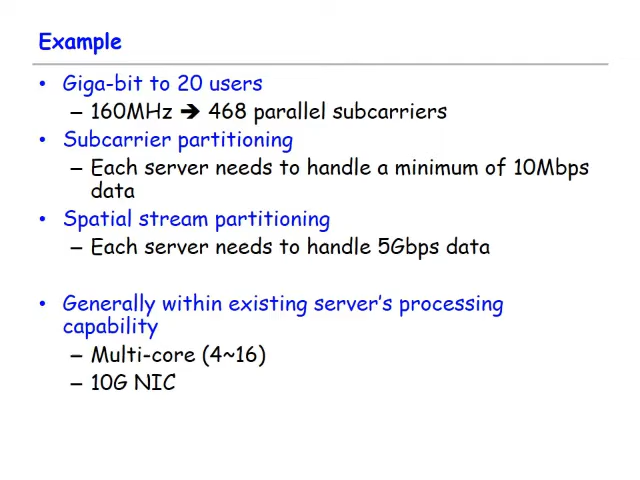 Example
• Giga-bit to 20 users
– 160MHz ➔ 468 parallel subcarriers
• Subcarrier partitioning
– Each server needs to handle a minimum of 10Mbps
data
• Spatial stream partitioning
– Each server needs to handle 5Gbps data
• Generally within existing server's processing
capability
– Multi-core (4~16)
– 10G NIC